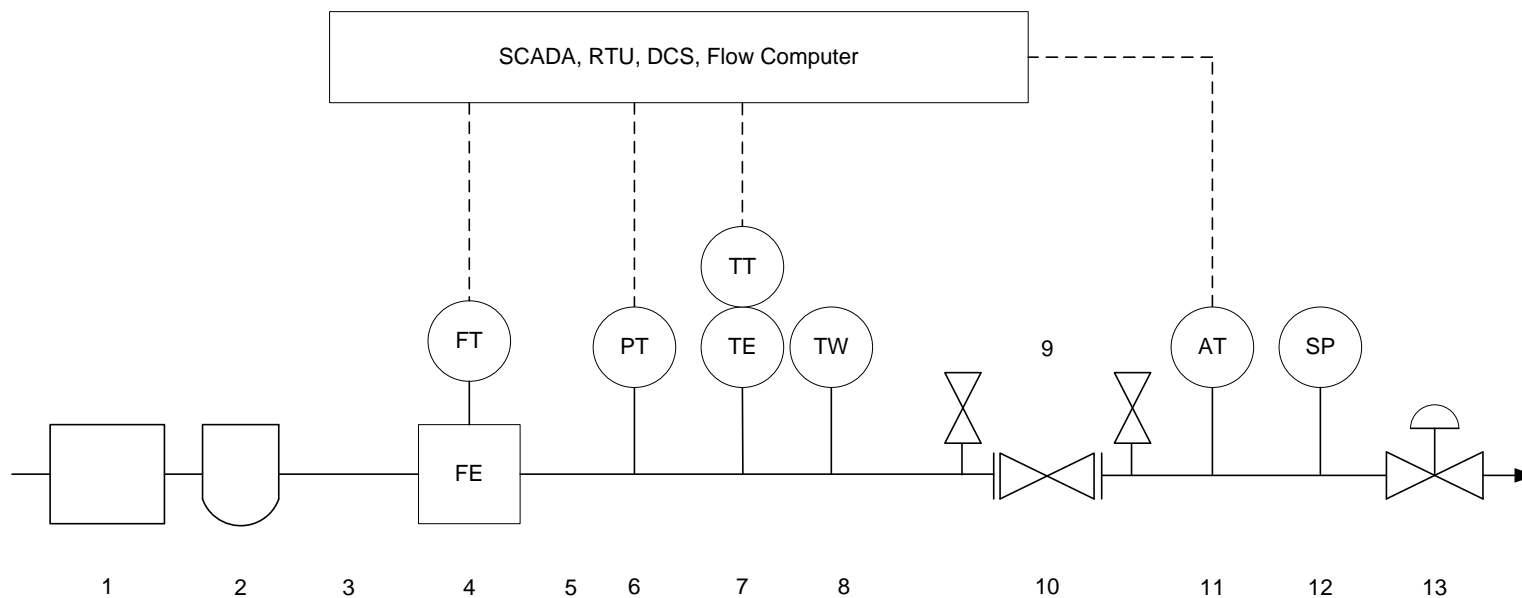 SCADA, RTU, DCS, Flow Computer
TT
FT
PT
TE
TW
9
AT
SP
FE
1
2
3
4
5
6
7
8
10
11
12
13